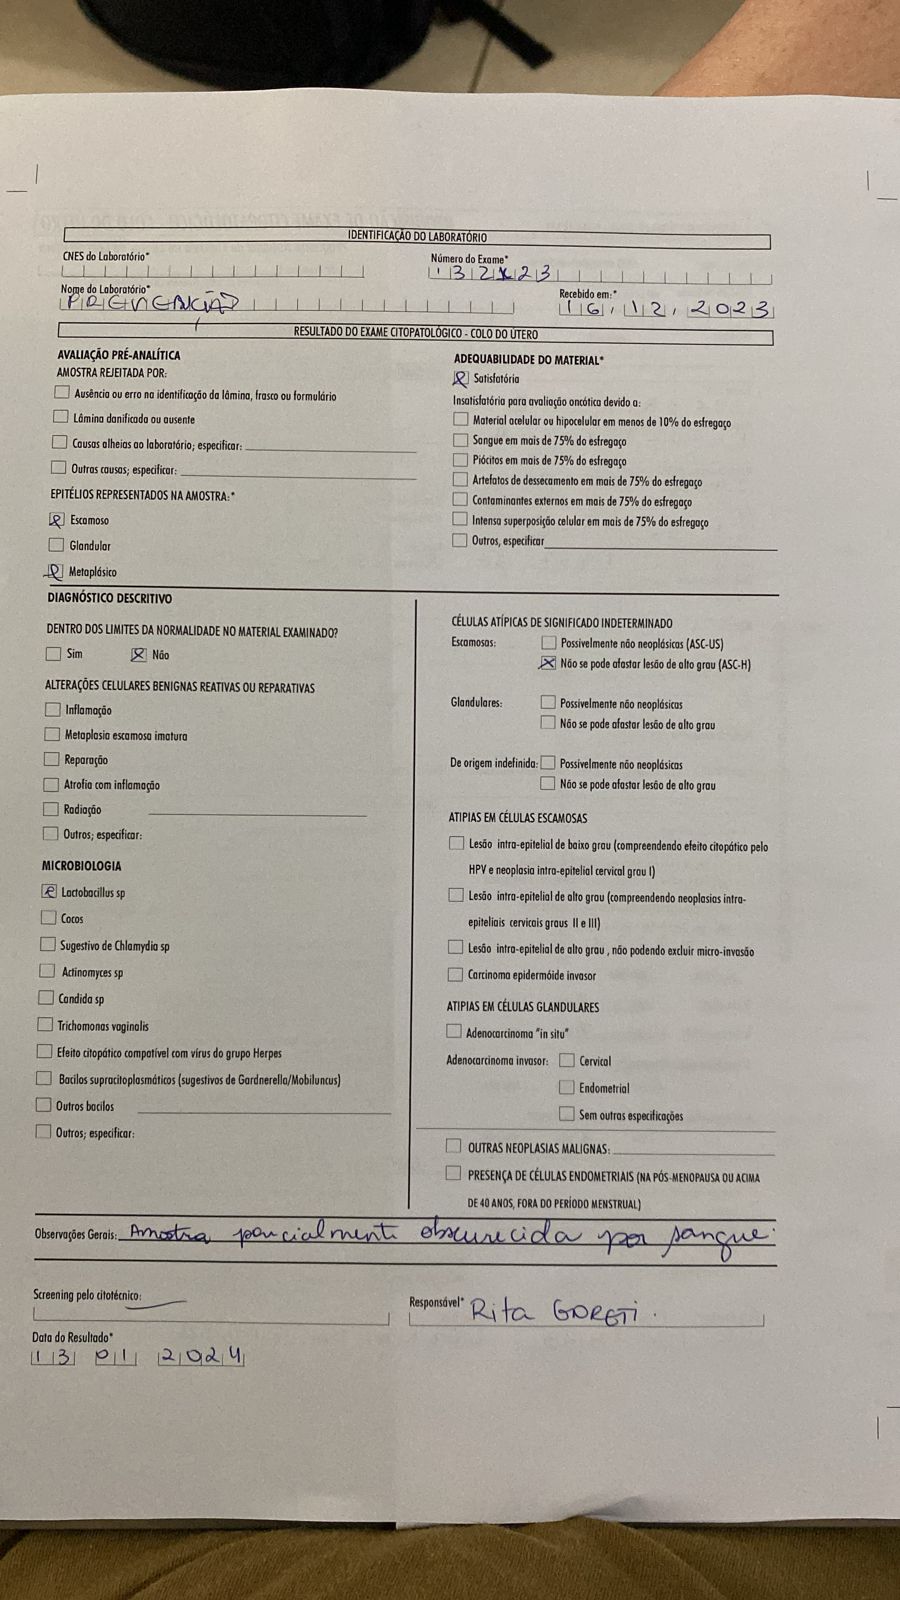 IDENTIFICAÇÃO DO LABORATÓRIO
CNES do Laboratório*
Número do Exame*
132x23
Nome do Laboratório*
PREVENÇÃO
Recebido em:*
16.12.2023
RESULTADO DO EXAME CITOPATOLÓGICO - COLO DO ÚTERO
AVALIAÇÃO PRÉ-ANALÍTICA
AMOSTRA REJEITADA POR:
Ausência ou erro na identificação da lâmina, frasco ou formulário
Lâmina danificada ou ausente
Causas alheias ao laboratório; especificar:
Outras causas; especificar:
EPITÉLIOS REPRESENTADOS NA AMOSTRA:*
Escamoso
Glandular
Metaplásico
ADEQUABILIDADE DO MATERIAL*
Satisfatória
Insatisfatória para avaliação oncótica devido a:
Material acelular ou hipocelular em menos de 10% do esfregaço
Sangue em mais de 75% do esfregaço
Piócitos em mais de 75% do esfregaço
Artefatos de dessecamento em mais de 75% do esfregaço
Contaminantes externos em mais de 75% do esfregaço
Intensa superposição celular em mais de 75% do esfregaço
Outros, especificar
DIAGNÓSTICO DESCRITIVO
DENTRO DOS LIMITES DA NORMALIDADE NO MATERIAL EXAMINADO?
Sim Não
ALTERAÇÕES CELULARES BENIGNAS REATIVAS OU REPARATIVAS
Inflamação
Metaplasia escamosa imatura
Reparação
Atrofia com inflamação
Radiação
Outros; especificar:
MICROBIOLOGIA
Lactobacillus sp
Cocos
Sugestivo de Chlamydia sp
Actinomyces sp
Candida sp
Trichomonas vaginalis
Efeito citopático compatível com vírus do grupo Herpes
Bacilos supracitoplasmáticos (sugestivos de Gardnerella/Mobiluncus)
Outros bacilos
Outros; especificar:
CÉLULAS ATÍPICAS DE SIGNIFICADO INDETERMINADO
Escamosas: Possivelmente não neoplásicas (ASC-US)
Não se pode afastar lesão de alto grau (ASC-H)
Glandulares: Possivelmente não neoplásicas
Não se pode afastar lesão de alto grau
De origem indefinida: Possivelmente não neoplásicas
Não se pode afastar lesão de alto grau
ATIPIAS EM CÉLULAS ESCAMOSAS
Lesão intra-epitelial de baixo grau (compreendendo efeito citopático pelo
HPV e neoplasia intra-epitelial cervical grau I)
Lesão intra-epitelial de alto grau (compreendendo neoplasias intra-
epiteliais cervicais graus II e III)
Lesão intra-epitelial de alto grau , não podendo excluir micro-invasão
Carcinoma epidermóide invasor
ATIPIAS EM CÉLULAS GLANDULARES
Adenocarcinoma "in situ"
Adenocarcinoma invasor: Cervical
Endometrial
Sem outras especificações
OUTRAS NEOPLASIAS MALIGNAS:
PRESENÇA DE CÉLULAS ENDOMETRIAIS (NA PÓS-MENOPAUSA OU ACIMA
DE 40 ANOS, FORA DO PERÍODO MENSTRUAL)
Observações Gerais: Amostra parcialmente obscurecida por sangue.
Screening pelo citotécnico:
Responsável* Rita GORETI.
Data do Resultado*
13 01 2024